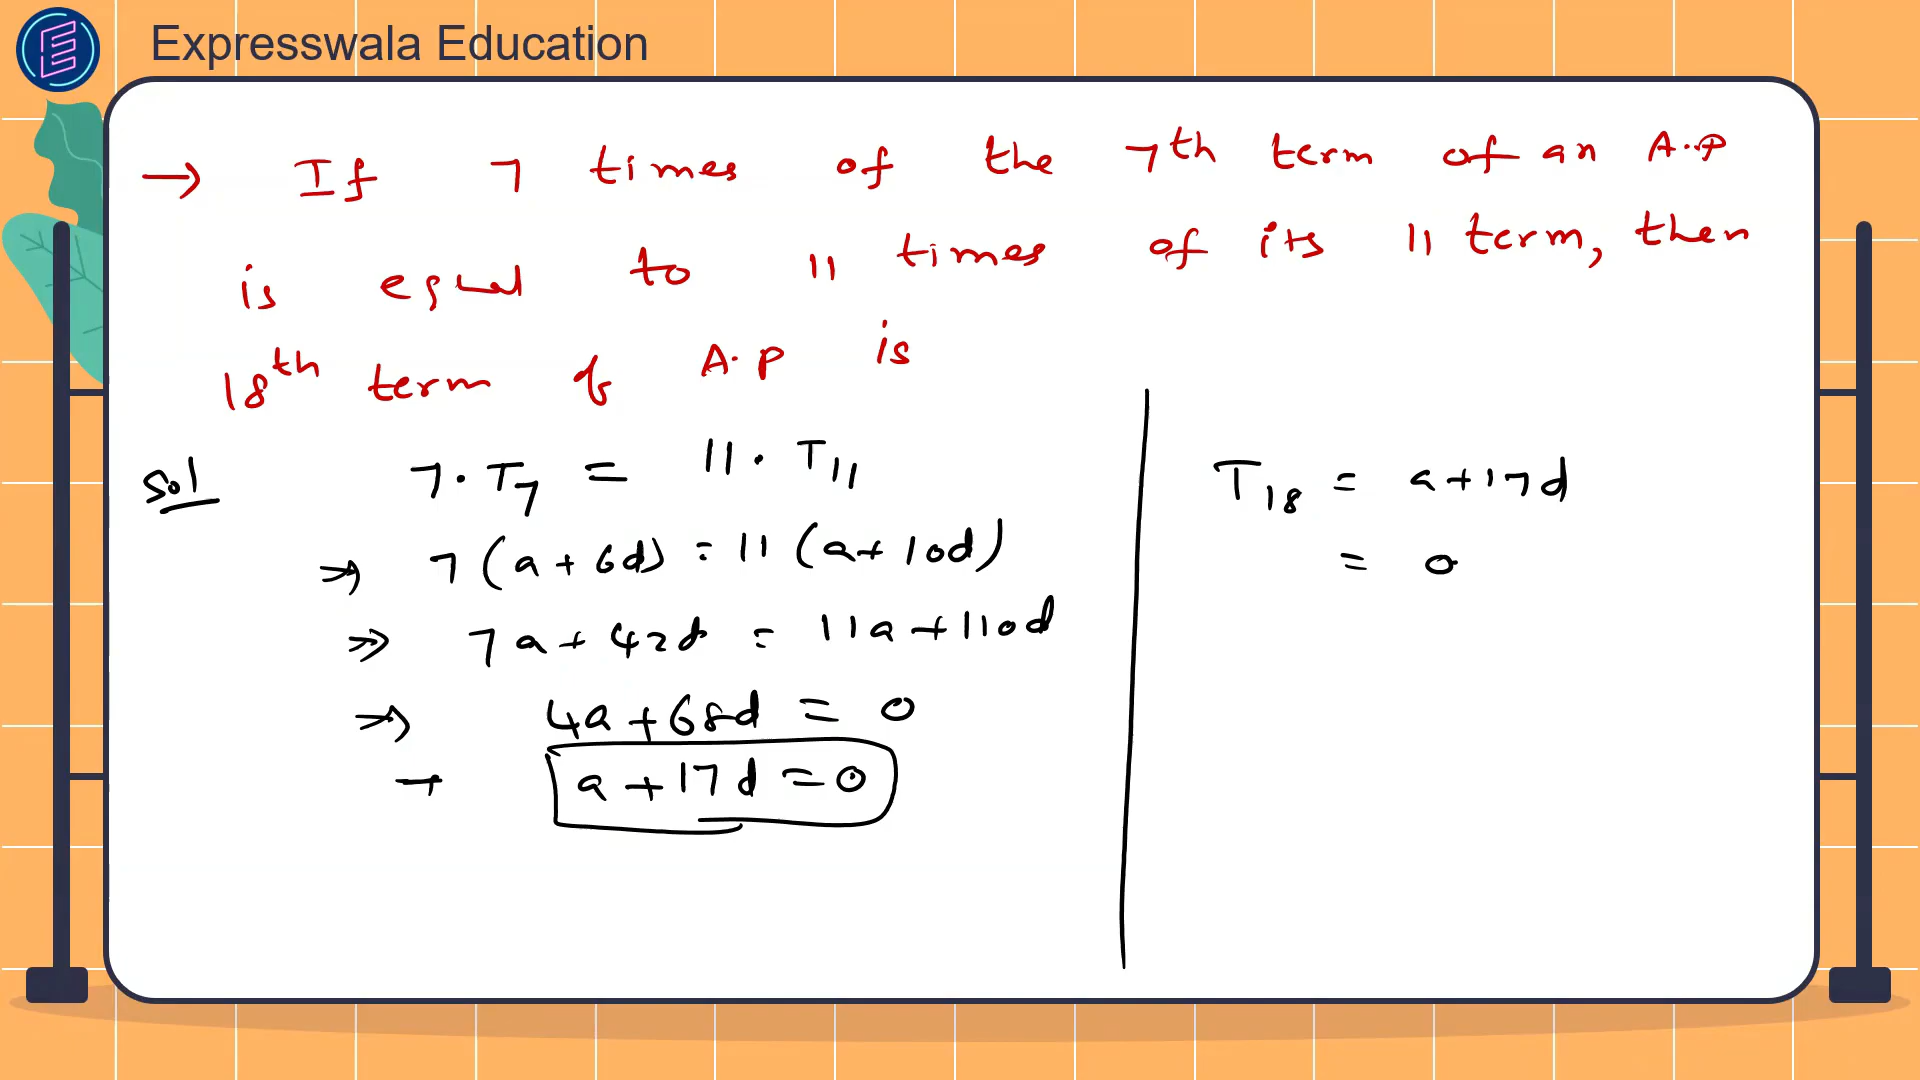 Expresswala Education
→ If 7 times of the 7th term of an A.P
is equal to 11 times of its 11 term, then
18th term of A.P is
Sol
7·T₇ = 11·T₁₁
⇒ 7(a+6d) = 11(a+10d)
⇒ 7a+42d = 11a+110d
⇒ 4a+68d = 0
→ a+17d=0
T₁₈ = a+17d
= 0